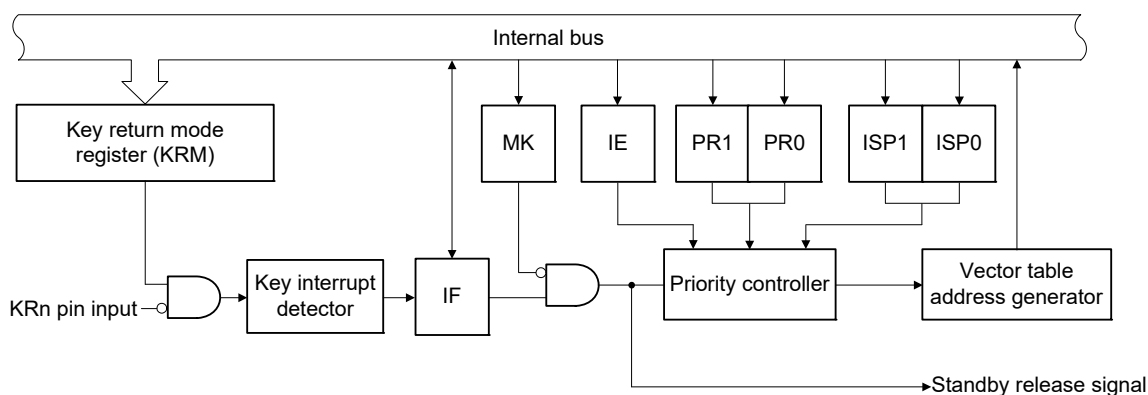 Internal bus
Key return mode
register (KRM)
MK
IE
PR1
PR0
ISP1
ISP0
KRn pin input
Key interrupt
detector
IF
Priority controller
Vector table
address generator
Standby release signal